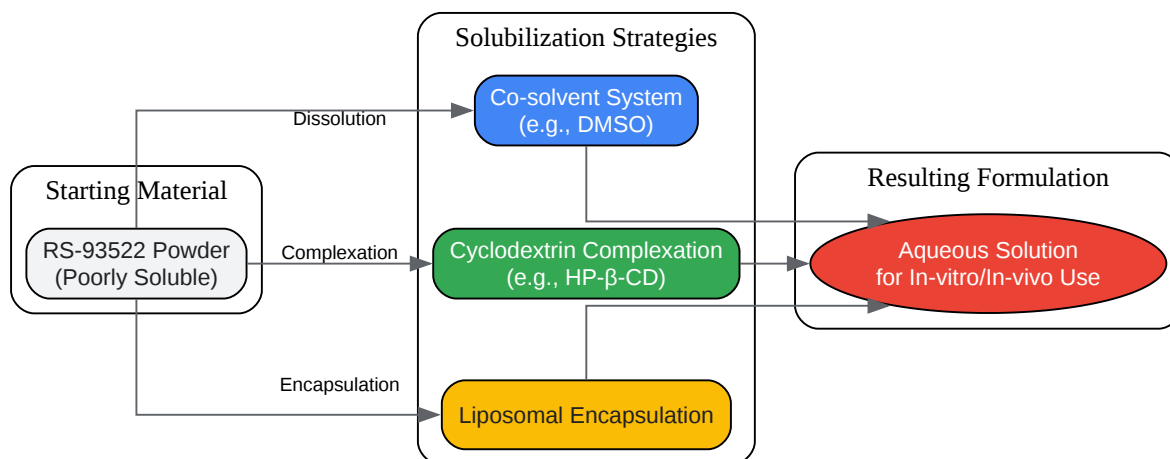 Solubilization Strategies
Co-solvent System
(e.g., DMSO)
Dissolution
Starting Material
Resulting Formulation
RS-93522 Powder
(Poorly Soluble)
Complexation
Cyclodextrin Complexation
(e.g., HP-β-CD)
Aqueous Solution
for In-vitro/In-vivo Use
Encapsulation
Liposomal Encapsulation